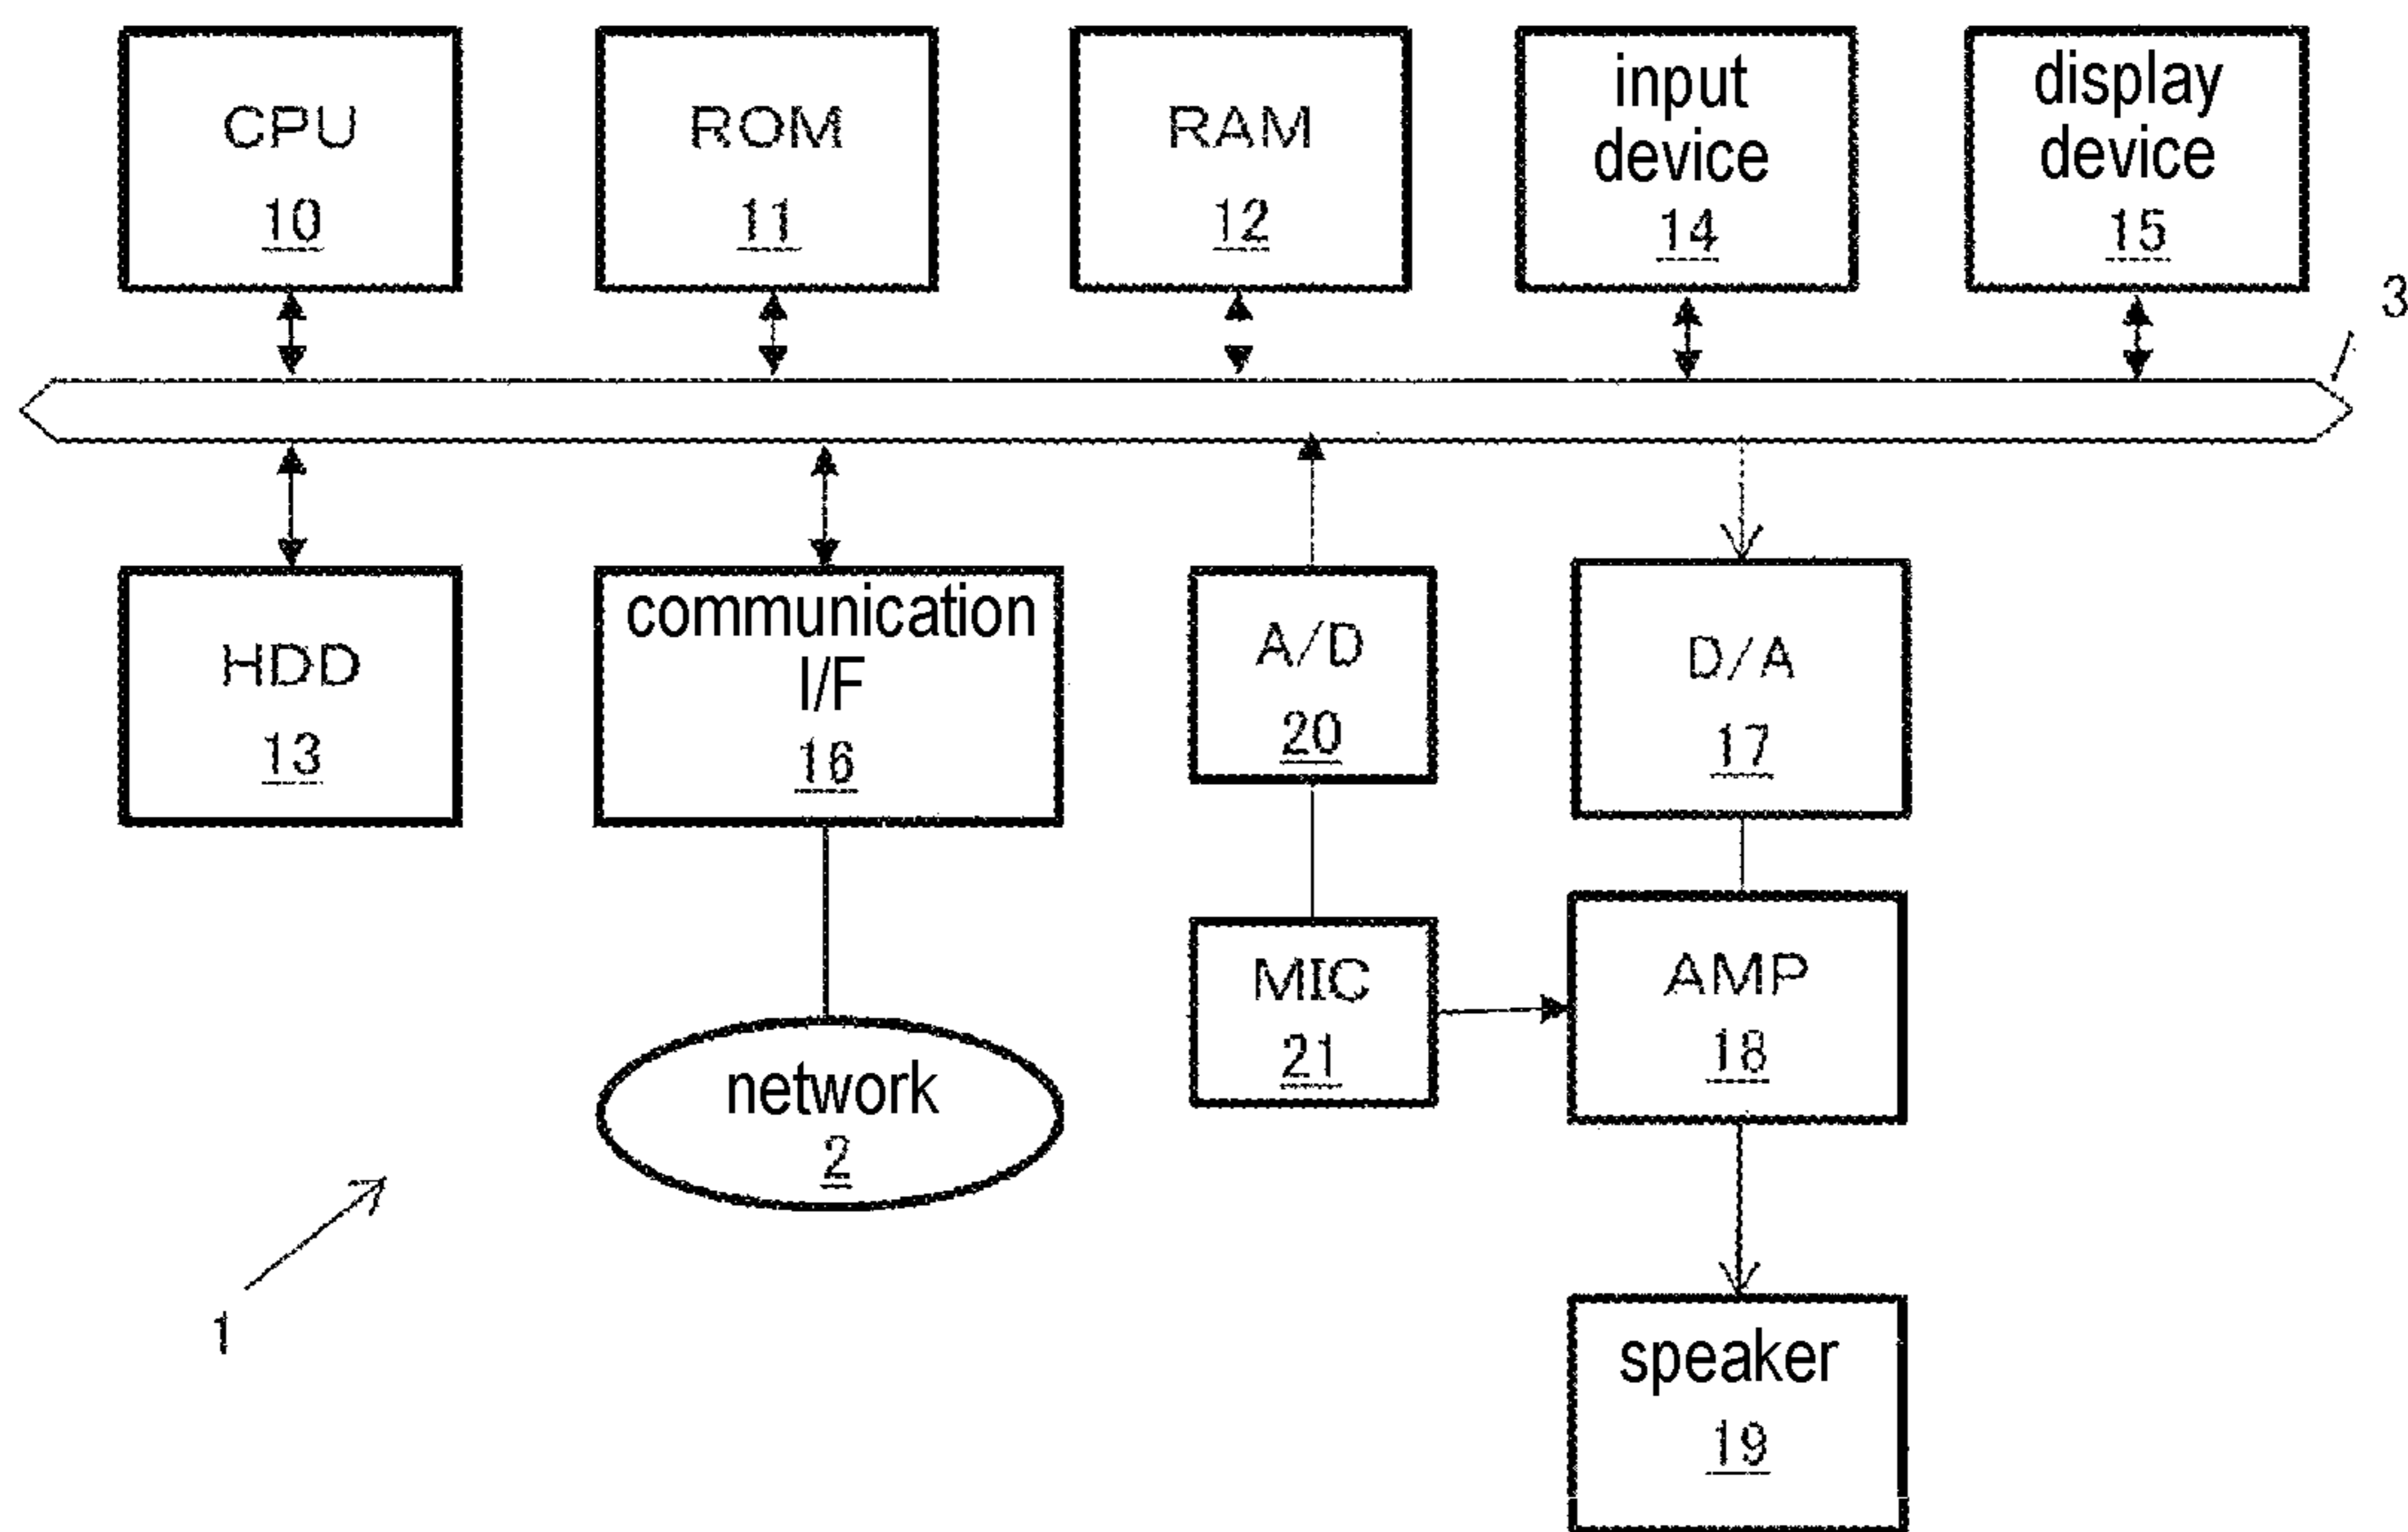 CPU
10
ROM
11
RAM
12
input
device
14
display
device
15
3
HDD
13
communication
I/F
16
A/D
20
D/A
17
MIC
21
AMP
18
network
2
1
speaker
19